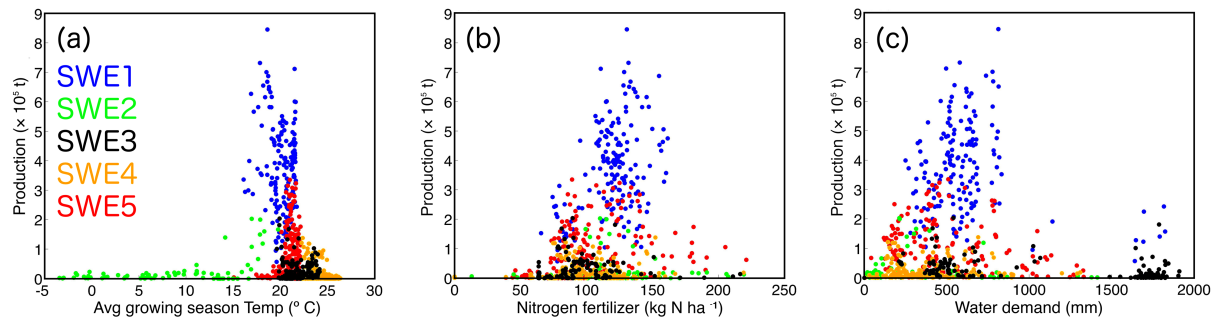 (a)
SWE1
SWE2
SWE3
SWE4
SWE5
Production (× 10⁵ t)
9
8
7
6
5
4
3
2
1
0
-5 0 5 10 15 20 25 30
Avg growing season Temp (° C)
(b)
Production (× 10⁵ t)
9
8
7
6
5
4
3
2
1
0
0 50 100 150 200 250
Nitrogen fertilizer (kg N ha ⁻¹)
(c)
Production (× 10⁵ t)
9
8
7
6
5
4
3
2
1
0
0 500 1000 1500 2000
Water demand (mm)